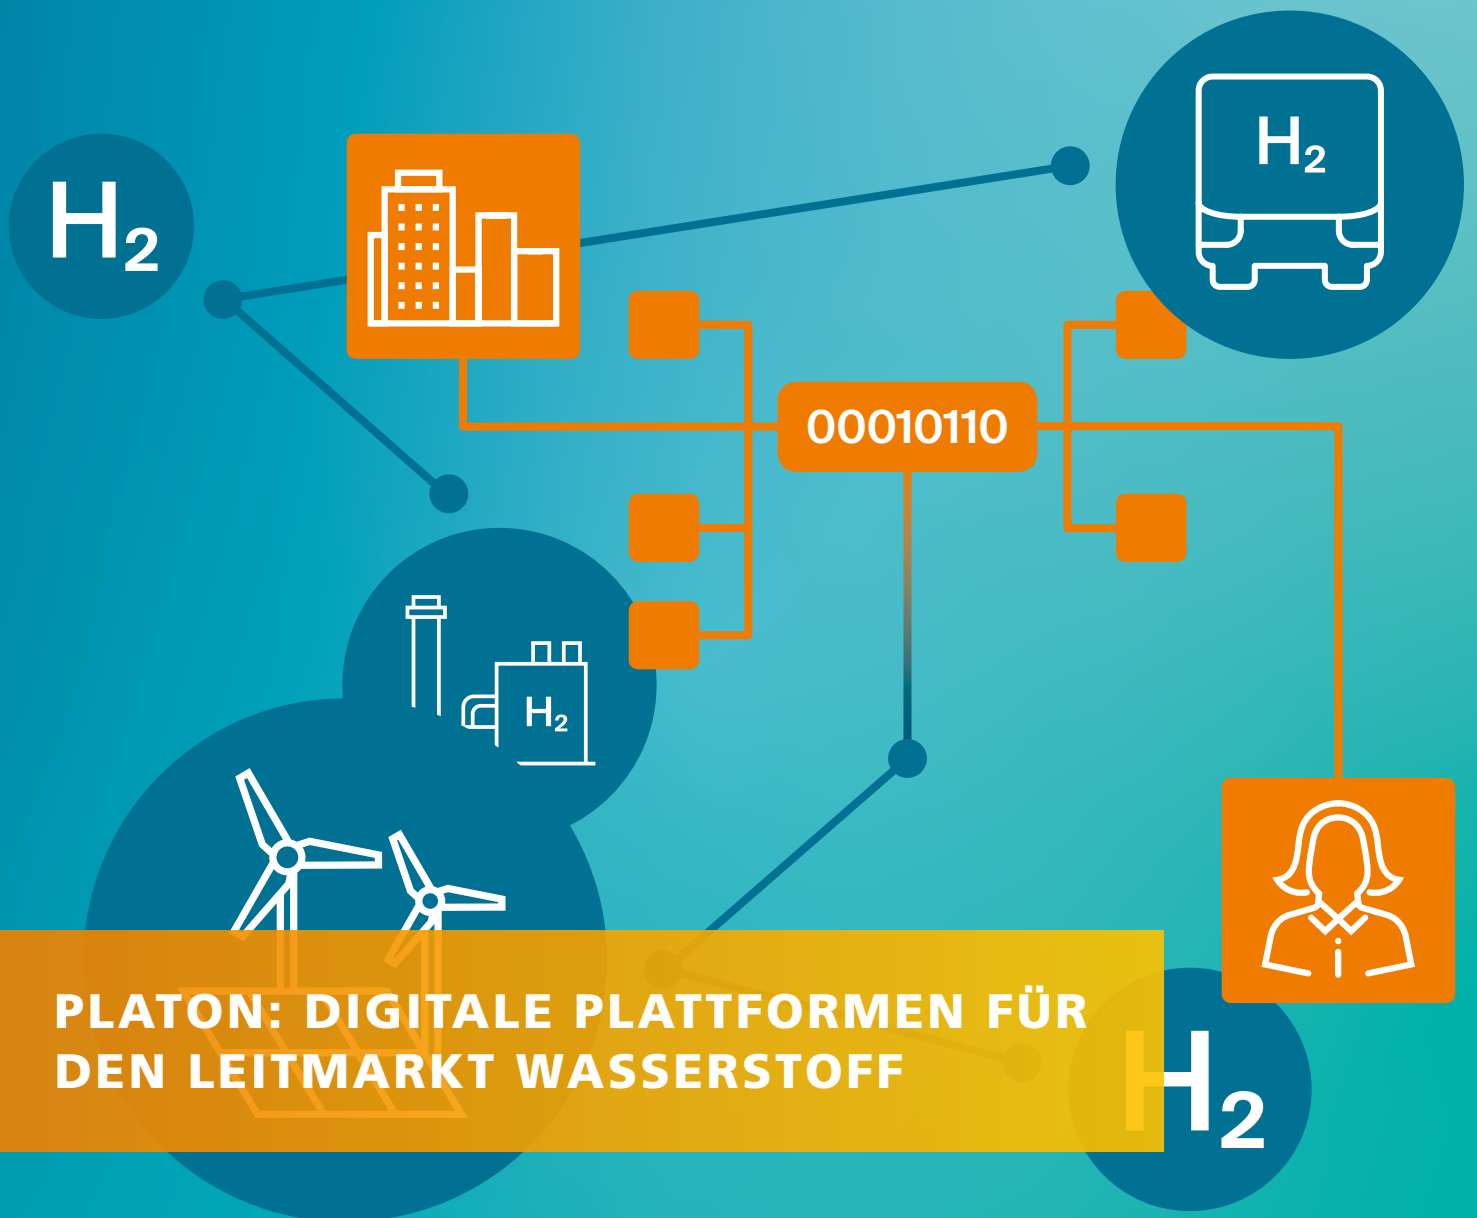 H₂
H₂
00010110
H₂
PLATON: DIGITALE PLATTFORMEN FÜR
DEN LEITMARKT WASSERSTOFF
H₂